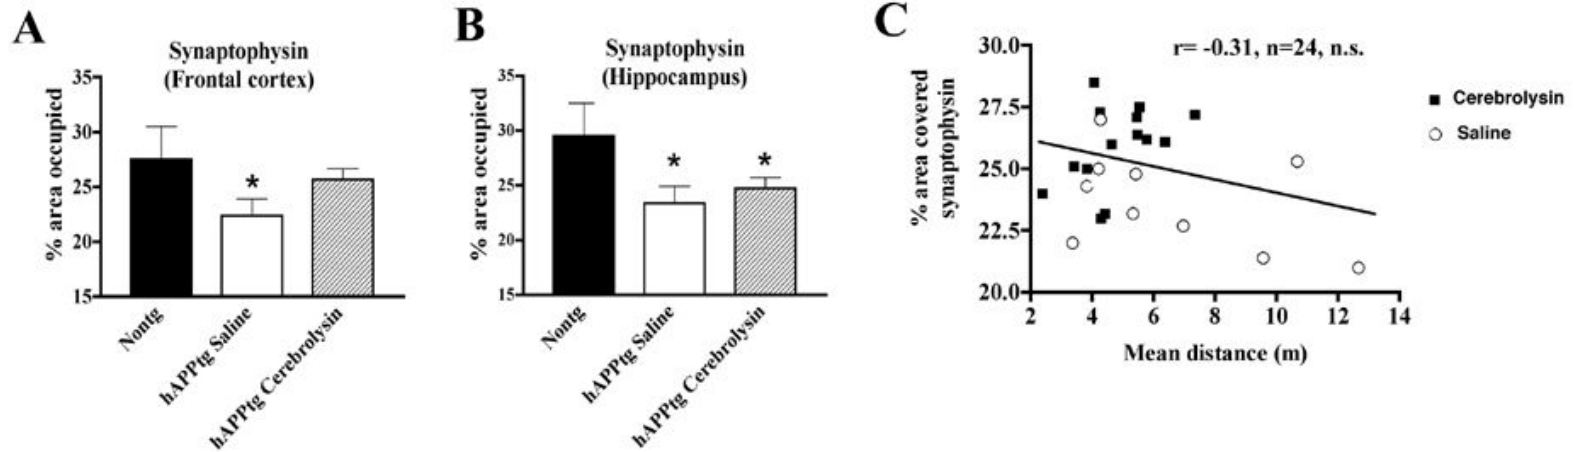 A
Synaptophysin
(Frontal cortex)
% area occupied
35
30
25
20
15
*
Nontg
hAPPtg Saline
hAPPtg Cerebrolysin
B
Synaptophysin
(Hippocampus)
% area occupied
35
30
25
20
15
*
*
Nontg
hAPPtg Saline
hAPPtg Cerebrolysin
C
r= -0.31, n=24, n.s.
% area covered
synaptophysin
30.0
27.5
25.0
22.5
20.0
2 4 6 8 10 12 14
Mean distance (m)
Cerebrolysin
Saline